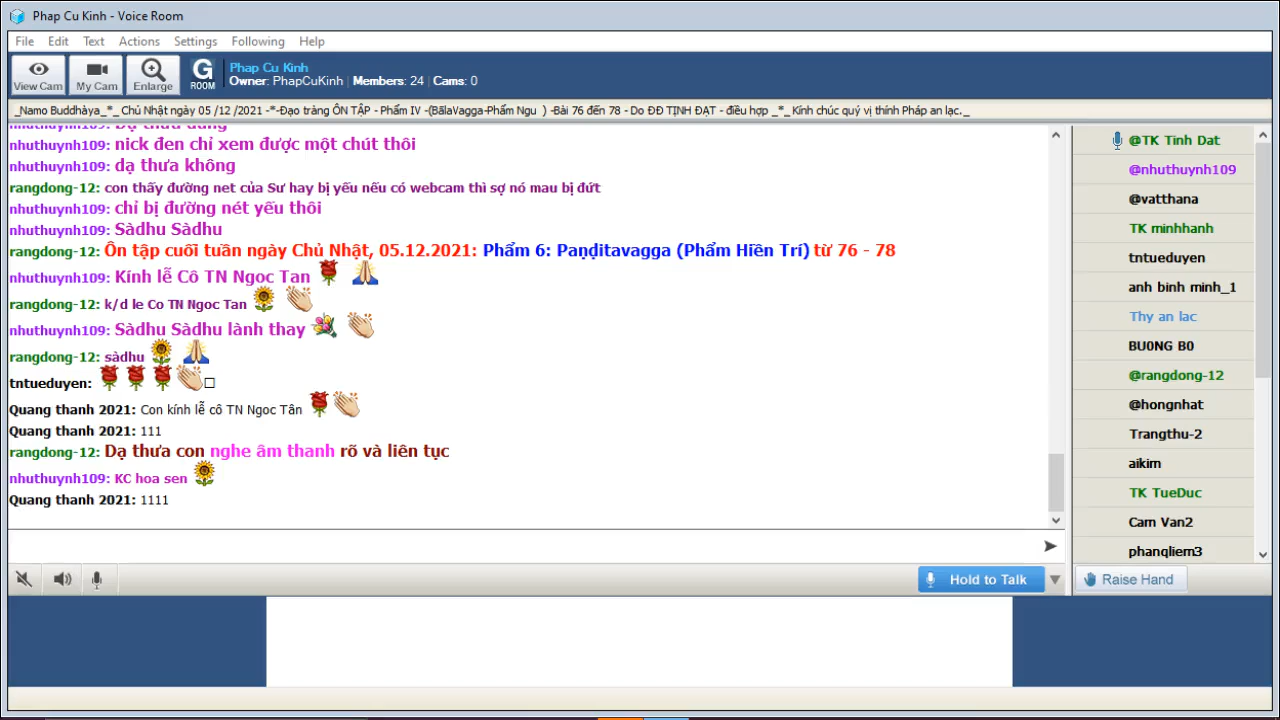 Phap Cu Kinh - Voice Room
File Edit Text Actions Settings Following Help
View Cam My Cam Enlarge G ROOM
Phap Cu Kinh
Owner: PhapCuKinh | Members: 24 | Cams: 0
_Namo Buddhàya_*_ Chủ Nhật ngày 05 /12 /2021 -*-Đạo tràng ÔN TẬP - Phẩm IV -(BãlaVagga-Phẩm Ngu ) -Bài 76 đến 78 - Do ĐĐ TỊNH ĐẠT - điều hợp _*_ Kính chúc quý vị thính Pháp an lạc._
nhuthuynh109: Dạ thưa đúng
nhuthuynh109: nick đen chỉ xem được một chút thôi
nhuthuynh109: dạ thưa không
rangdong-12: con thấy đường net của Sư hay bị yếu nếu có webcam thì sợ nó mau bị đứt
nhuthuynh109: chỉ bị đường nét yếu thôi
nhuthuynh109: Sàdhu Sàdhu
rangdong-12: Ôn tập cuối tuần ngày Chủ Nhật, 05.12.2021: Phẩm 6: Paṇḍitavagga (Phẩm Hiền Trí) từ 76 - 78
nhuthuynh109: Kính lễ Cô TN Ngoc Tan
rangdong-12: k/d le Co TN Ngoc Tan
nhuthuynh109: Sàdhu Sàdhu lành thay
rangdong-12: sàdhu
tntueduyen:
Quang thanh 2021: Con kính lễ cô TN Ngoc Tân
Quang thanh 2021: 111
rangdong-12: Dạ thưa con nghe âm thanh rõ và liên tục
nhuthuynh109: KC hoa sen
Quang thanh 2021: 1111
Hold to Talk
@TK Tinh Dat
@nhuthuynh109
@vatthana
TK minhhanh
tntueduyen
anh binh minh_1
Thy an lac
BU0NG B0
@rangdong-12
@hongnhat
Trangthu-2
aikim
TK TueDuc
Cam Van2
phanqliem3
Raise Hand